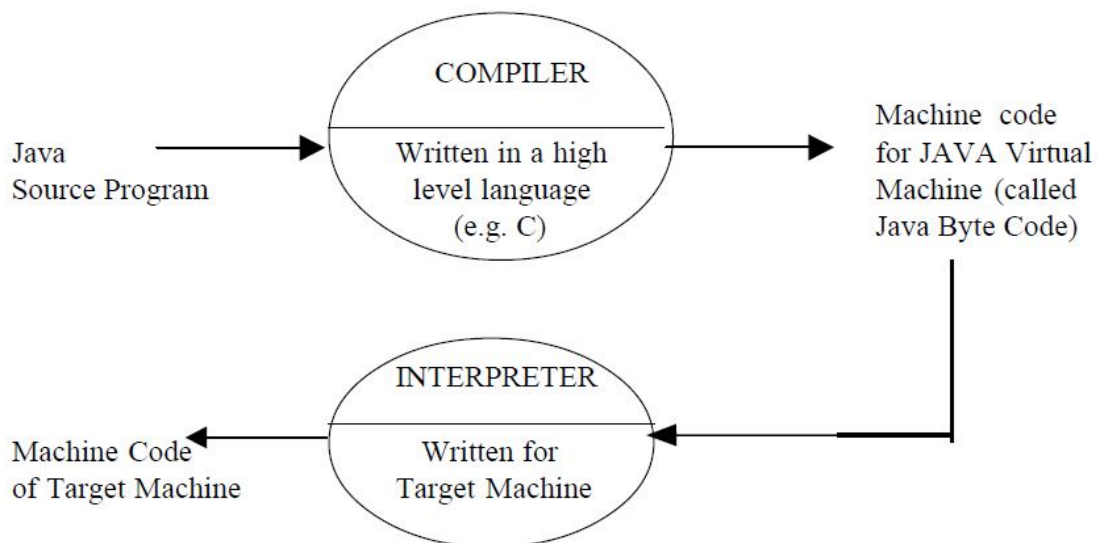 COMPILER
Written in a high
level language
(e.g. C)
Java
Source Program
Machine code
for JAVA Virtual
Machine (called
Java Byte Code)
INTERPRETER
Written for
Target Machine
Machine Code
of Target Machine